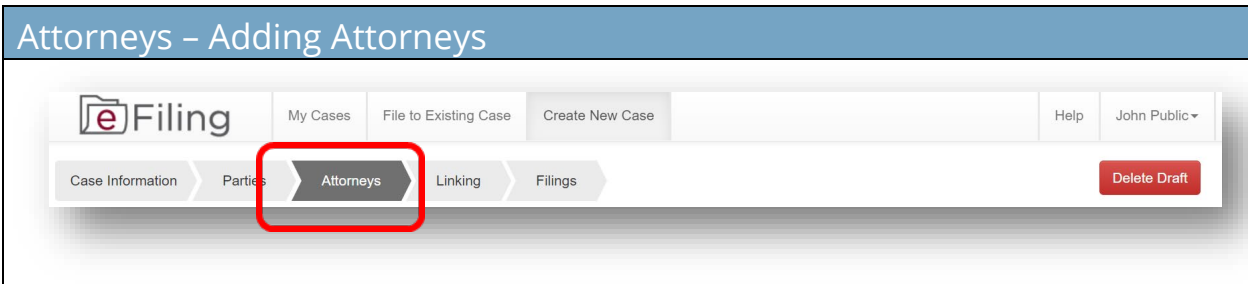 Attorneys – Adding Attorneys
eFiling My Cases File to Existing Case Create New Case Help John Public
Case Information Parties Attorneys Linking Filings Delete Draft